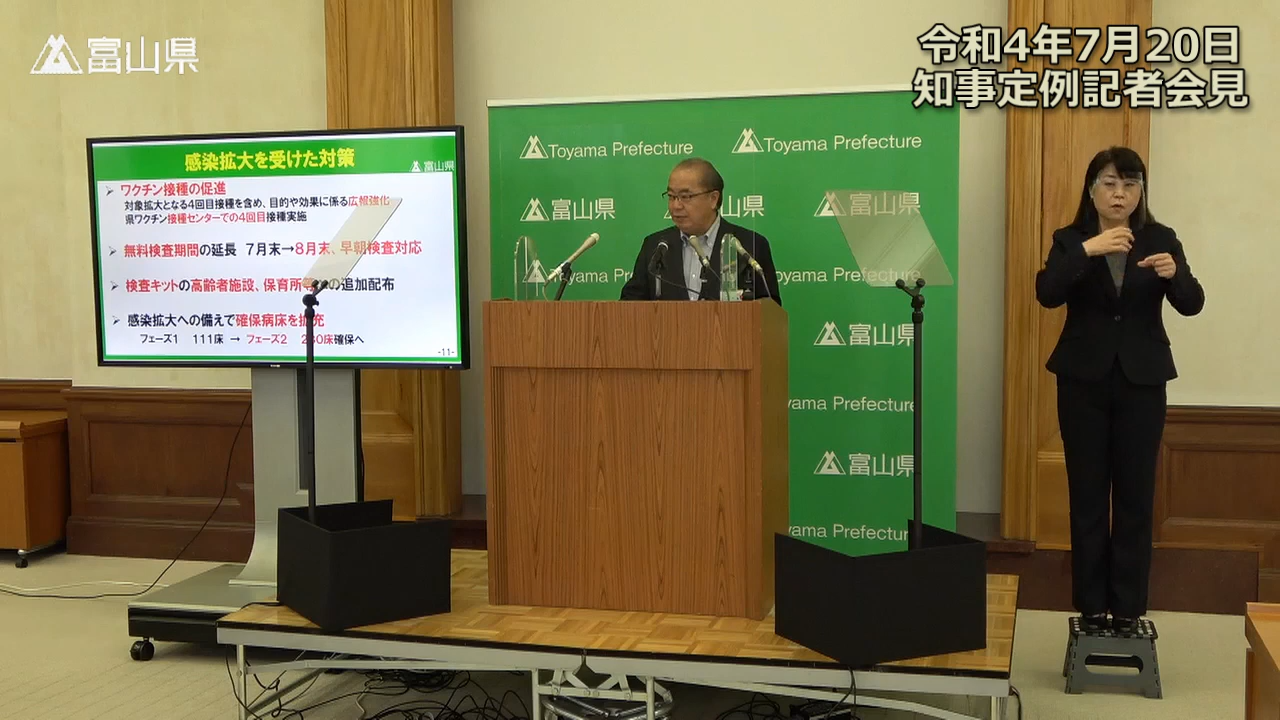 富山県
令和4年7月20日
知事定例記者会見
感染拡大を受けた対策
富山県
ワクチン接種の促進
対象拡大となる4回目接種を含め、目的や効果に係る広報強化
県ワクチン接種センターでの4回目接種実施
無料検査期間の延長 7月末→8月末、早朝検査対応
検査キットの高齢者施設、保育所等への追加配布
感染拡大への備えで確保病床を拡充
フェーズ1 111床 → フェーズ2 230床確保へ
-11-
Toyama Prefecture
Toyama Prefecture
富山県
富山県
富山県
Toyama
Toyama Prefecture
富山県
yama Prefecture
富山県
yama Prefecture